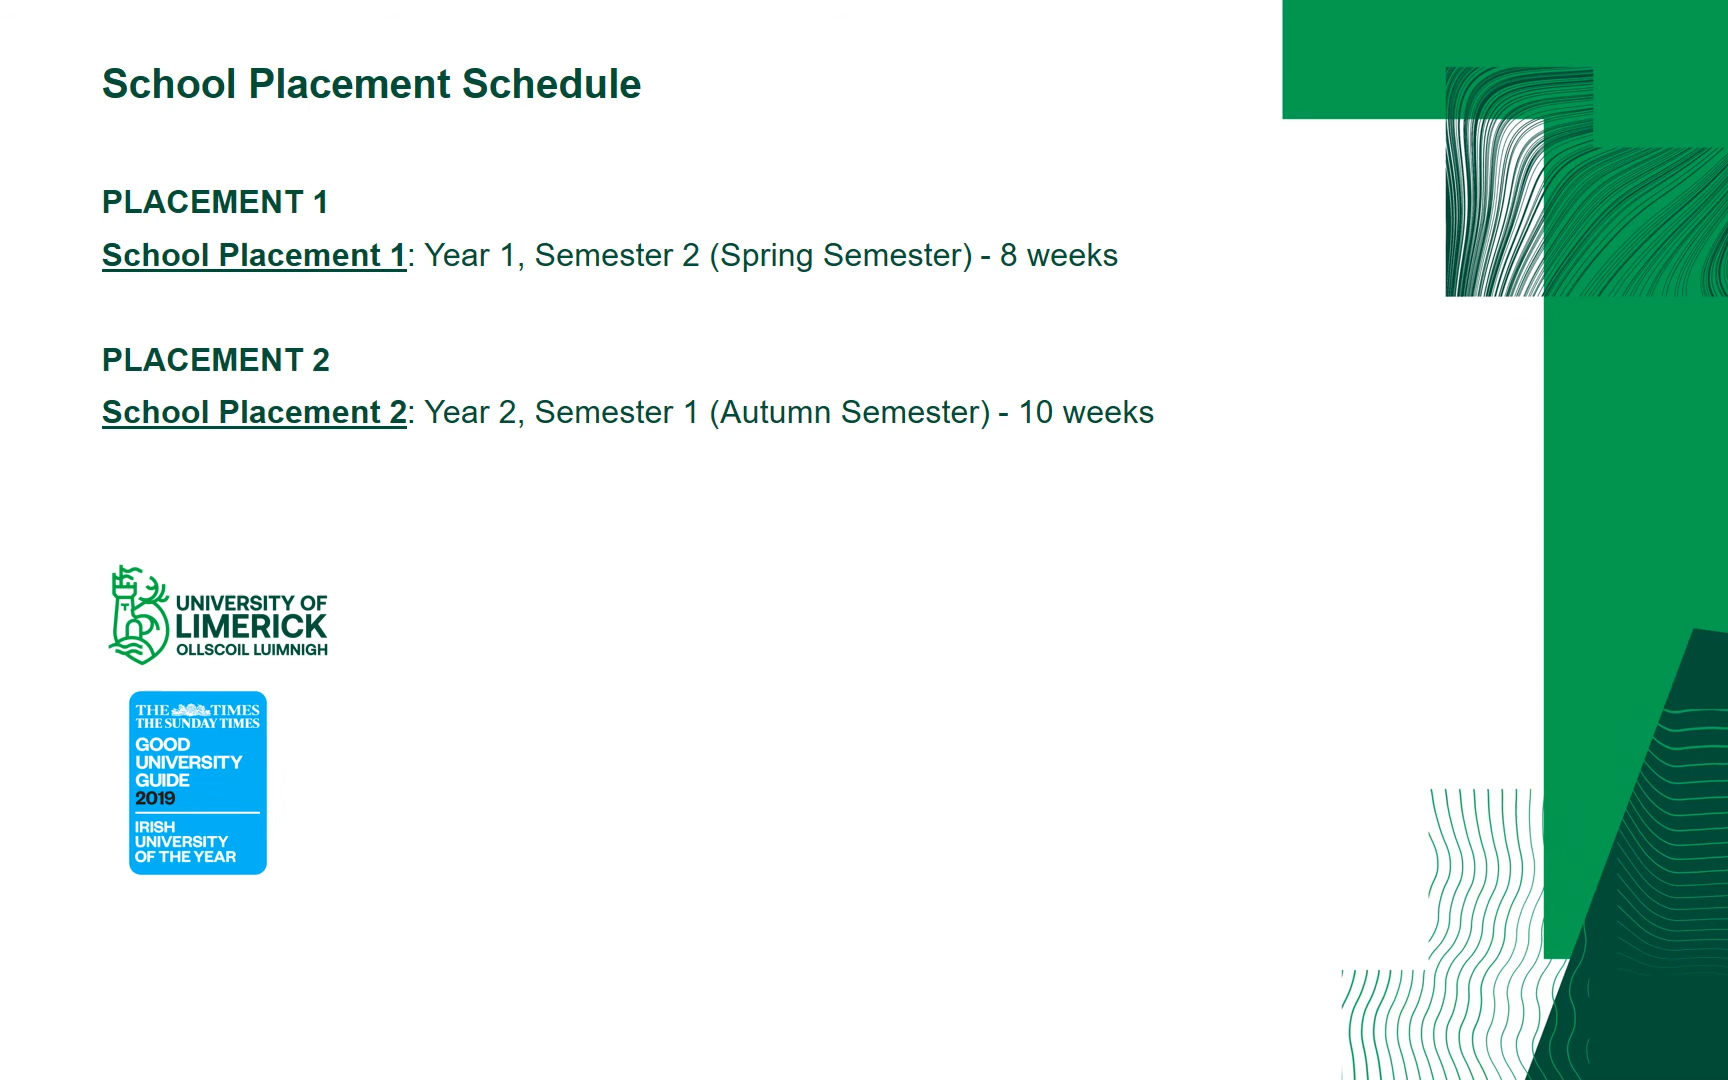 School Placement Schedule
PLACEMENT 1
School Placement 1: Year 1, Semester 2 (Spring Semester) - 8 weeks
PLACEMENT 2
School Placement 2: Year 2, Semester 1 (Autumn Semester) - 10 weeks
UNIVERSITY OF
LIMERICK
OLLSCOIL LUIMNIGH
THE TIMES
THE SUNDAY TIMES
GOOD
UNIVERSITY
GUIDE
2019
IRISH
UNIVERSITY
OF THE YEAR